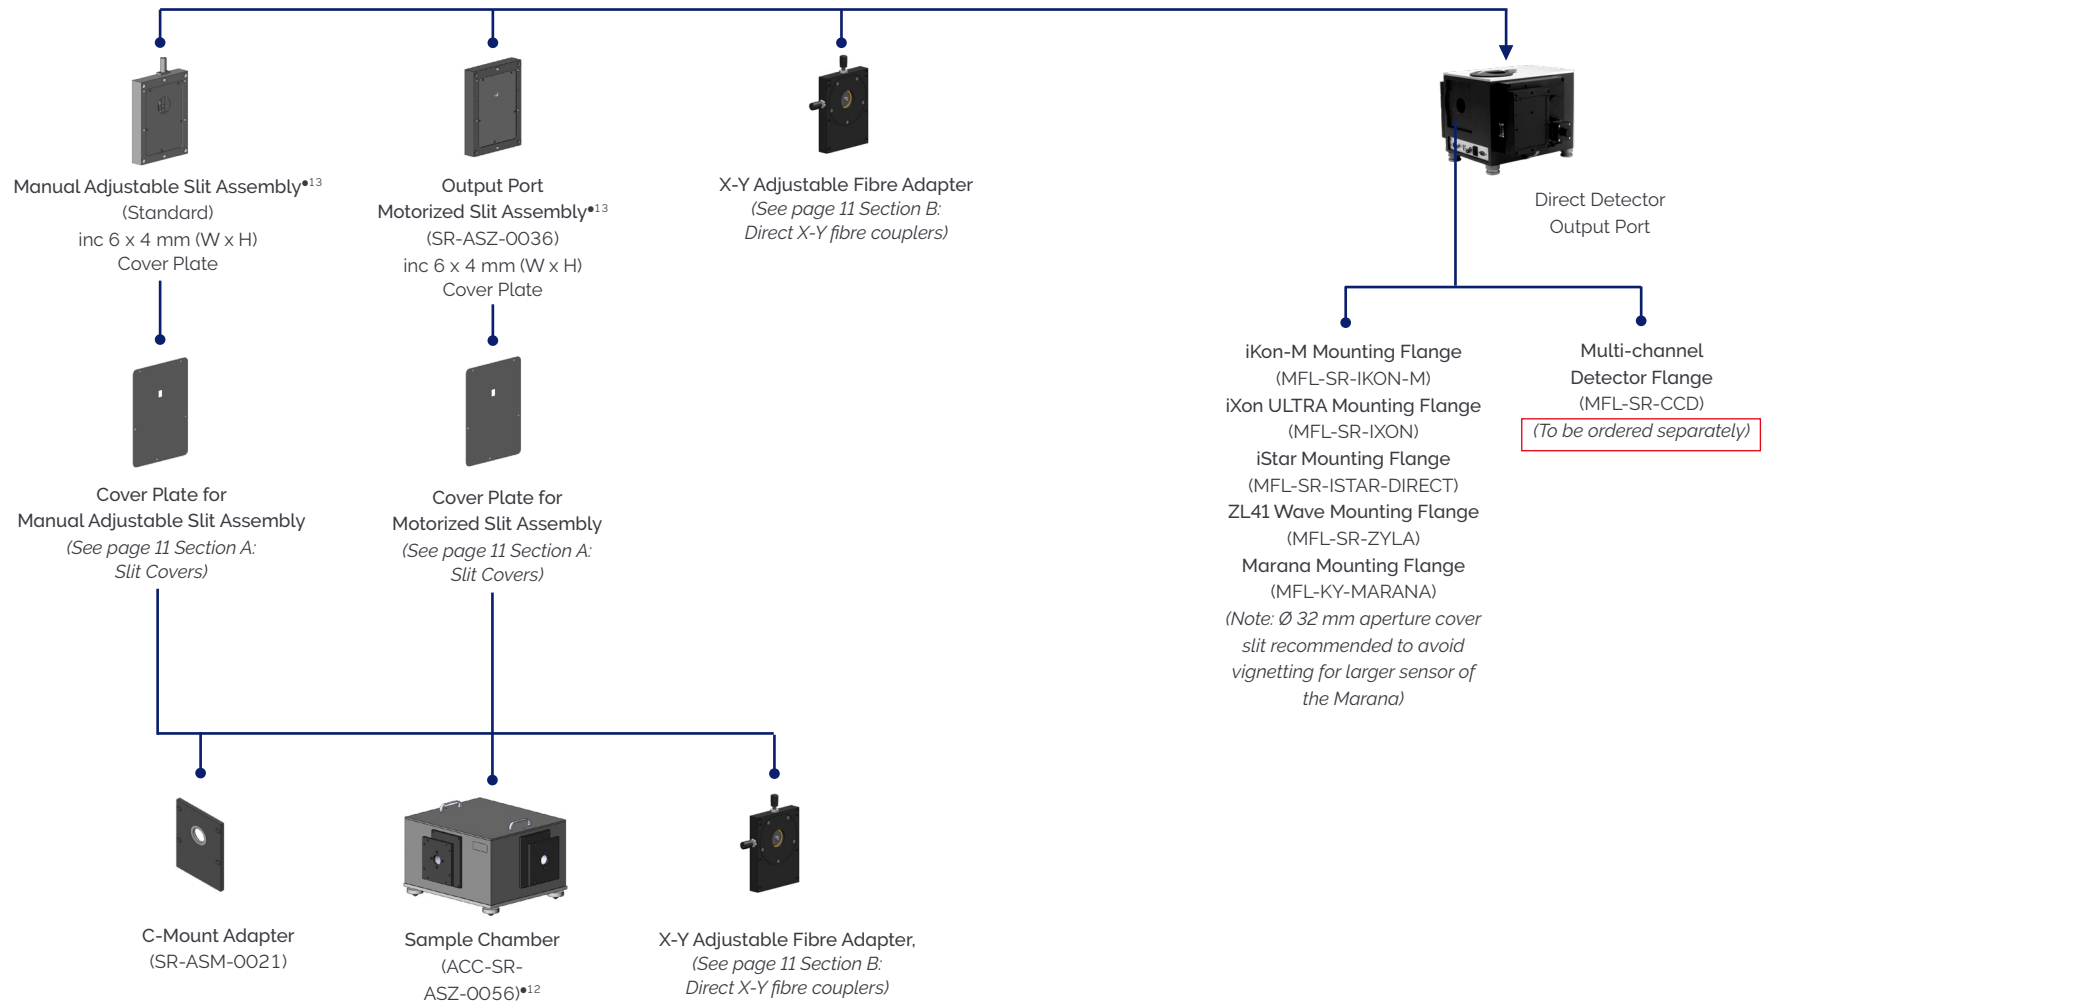 Manual Adjustable Slit Assembly●13
(Standard)
inc 6 x 4 mm (W x H)
Cover Plate
Output Port
Motorized Slit Assembly●13
(SR-ASZ-0036)
inc 6 x 4 mm (W x H)
Cover Plate
X-Y Adjustable Fibre Adapter
(See page 11 Section B:
Direct X-Y fibre couplers)
Direct Detector
Output Port
iKon-M Mounting Flange
(MFL-SR-IKON-M)
iXon ULTRA Mounting Flange
(MFL-SR-IXON)
iStar Mounting Flange
(MFL-SR-ISTAR-DIRECT)
ZL41 Wave Mounting Flange
(MFL-SR-ZYLA)
Marana Mounting Flange
(MFL-KY-MARANA)
(Note: Ø 32 mm aperture cover
slit recommended to avoid
vignetting for larger sensor of
the Marana)
Multi-channel
Detector Flange
(MFL-SR-CCD)
(To be ordered separately)
Cover Plate for
Manual Adjustable Slit Assembly
(See page 11 Section A:
Slit Covers)
Cover Plate for
Motorized Slit Assembly
(See page 11 Section A:
Slit Covers)
C-Mount Adapter
(SR-ASM-0021)
Sample Chamber
(ACC-SR-
ASZ-0056)●12
X-Y Adjustable Fibre Adapter,
(See page 11 Section B:
Direct X-Y fibre couplers)